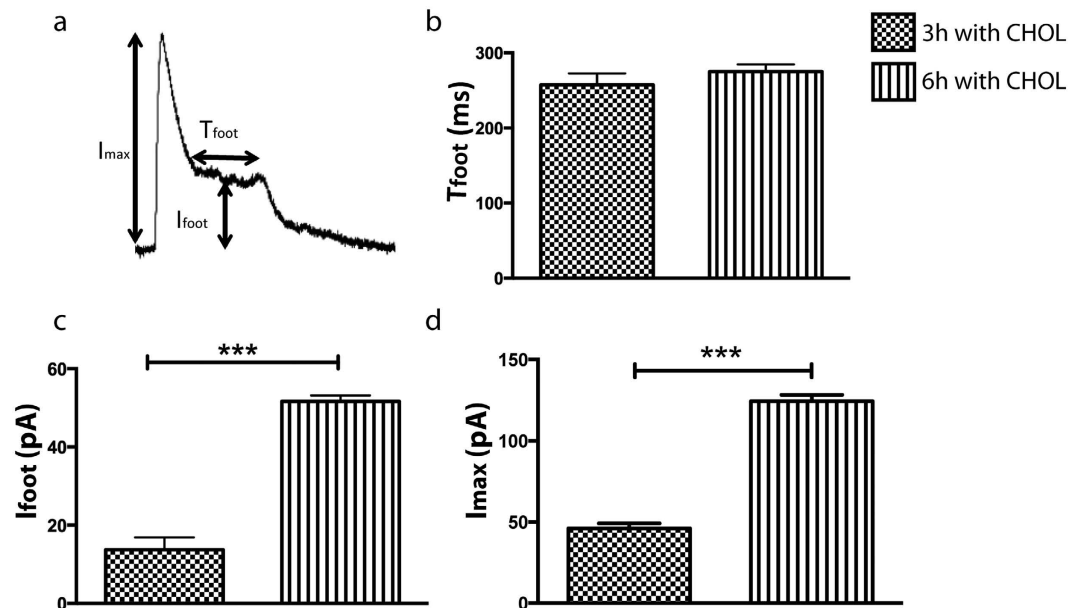 a
Imax
Tfoot
Ifoot
b
Tfoot (ms)
300
200
100
0
3h with CHOL
6h with CHOL
c
***
Ifoot (pA)
60
40
20
0
d
***
Imax (pA)
150
100
50
0